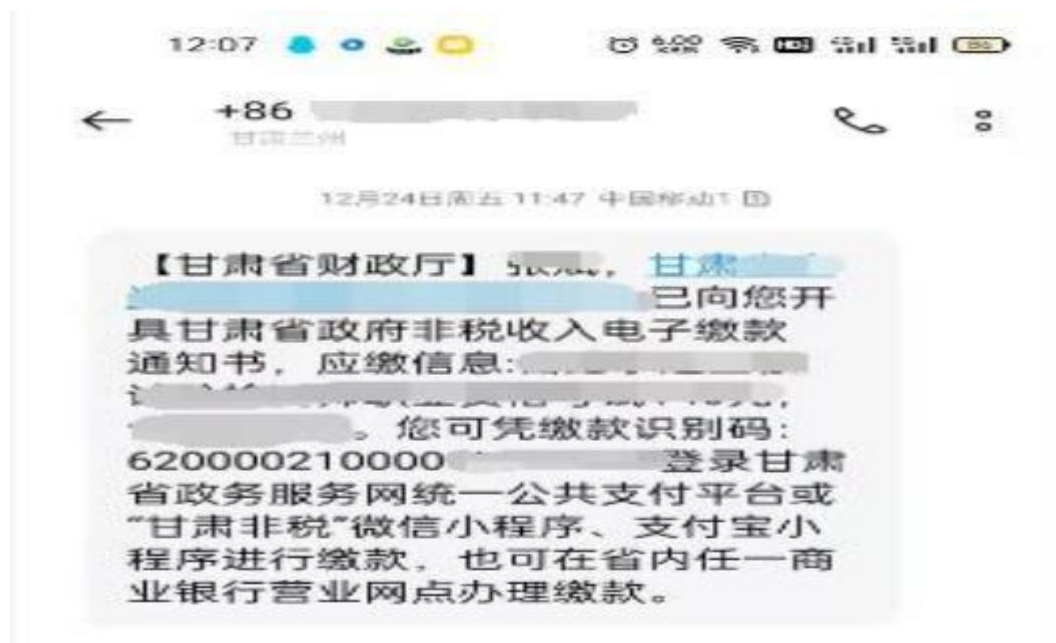 12:07
+86
甘肃兰州
12月24日周五 11:47 中国移动
【甘肃省财政厅】 甘肃
已向您开
具甘肃省政府非税收入电子缴款
通知书，应缴信息:
。您可凭缴款识别码:
620000210000 登录甘肃
省政务服务网统一公共支付平台或
“甘肃非税”微信小程序、支付宝小
程序进行缴款，也可在省内任一商
业银行营业网点办理缴款。